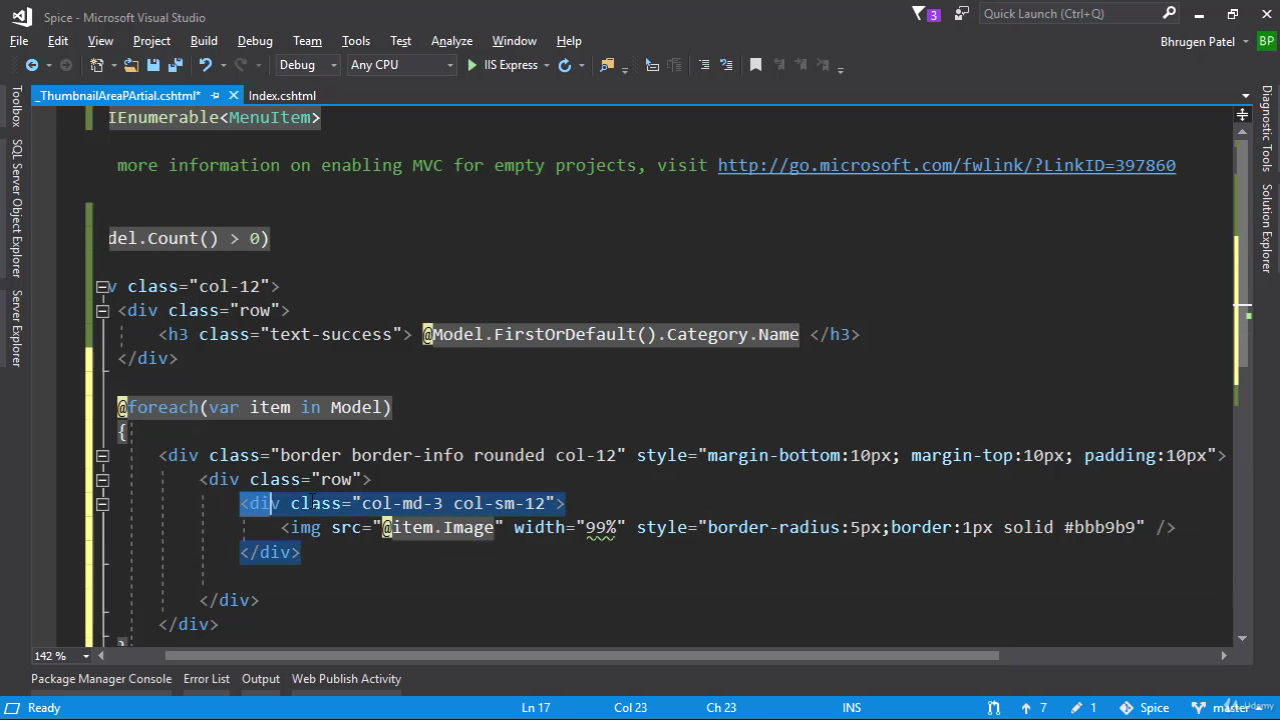 Spice - Microsoft Visual Studio
3
Quick Launch (Ctrl+Q)
File Edit View Project Build Debug Team Tools Test Analyze Window Help
Bhrugen Patel BP
Debug Any CPU IIS Express
_ThumbnailAreaPArtial.cshtml* Index.cshtml
Toolbox
SQL Server Object Explorer
Server Explorer
IEnumerable<MenuItem>
more information on enabling MVC for empty projects, visit http://go.microsoft.com/fwlink/?LinkID=397860
del.Count() > 0)
v class="col-12">
<div class="row">
<h3 class="text-success"> @Model.FirstOrDefault().Category.Name </h3>
</div>
@foreach(var item in Model)
{
<div class="border border-info rounded col-12" style="margin-bottom:10px; margin-top:10px; padding:10px">
<div class="row">
<div class="col-md-3 col-sm-12">
<img src="@item.Image" width="99%" style="border-radius:5px;border:1px solid #bbb9b9" />
</div>
</div>
</div>
}
Diagnostic Tools
Solution Explorer
142 %
Package Manager Console Error List Output Web Publish Activity
Ready Ln 17 Col 23 Ch 23 INS 7 1 Spice master
Udemy